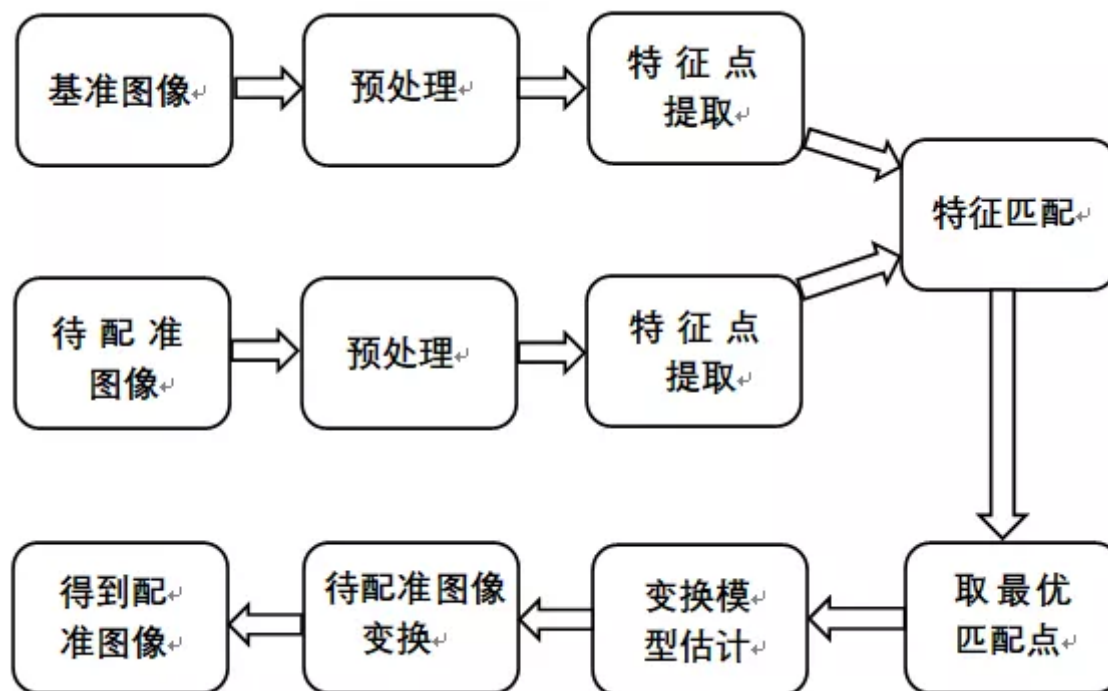 基准图像
预处理
特征点
提取
特征匹配
待配准
图像
预处理
特征点
提取
取最优
匹配点
变换模
型估计
待配准图像
变换
得到配
准图像